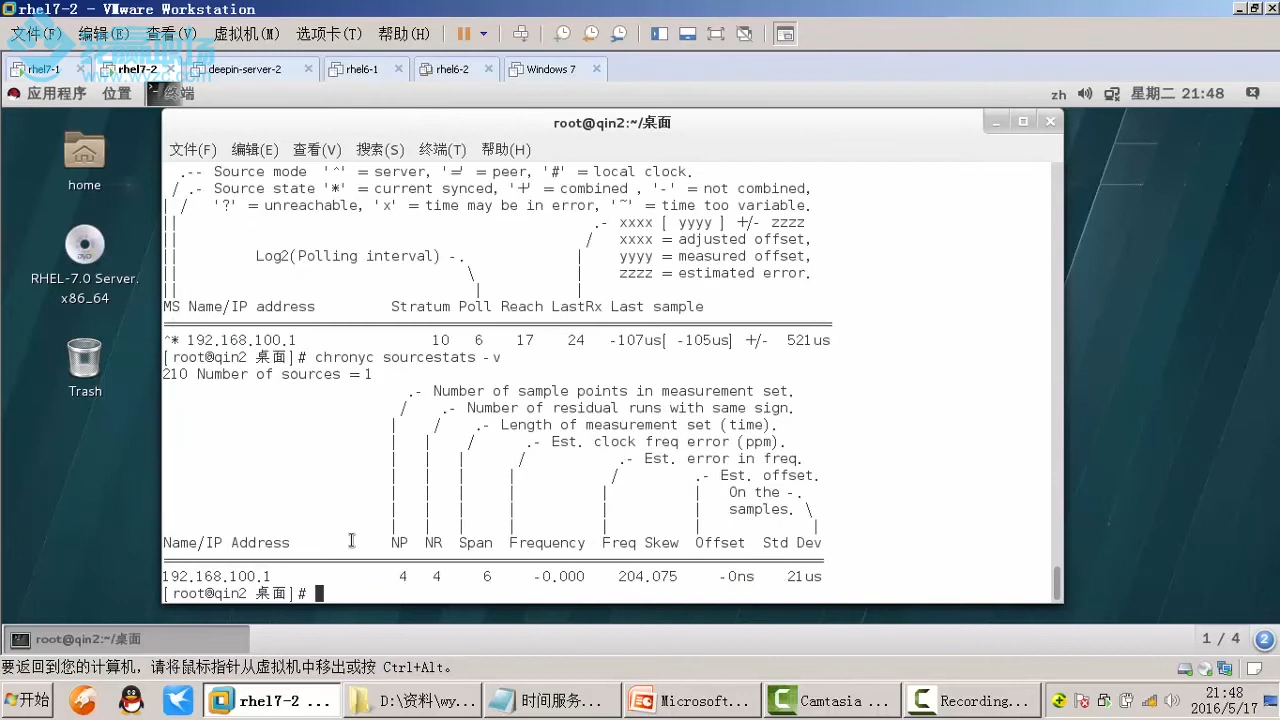 rhel7-2 - VMware Workstation
文件(F) 编辑(E) 查看(V) 虚拟机(M) 选项卡(T) 帮助(H)
www.wyzc.com
rhel7-1 rhel7-2 deepin-server-2 rhel6-1 rhel6-2 Windows 7
应用程序 位置 终端 zh 星期二 21:48
root@qin2:~/桌面
文件(F) 编辑(E) 查看(V) 搜索(S) 终端(T) 帮助(H)
home
RHEL-7.0 Server.
x86_64
Trash
.-- Source mode '^' = server, '=' = peer, '#' = local clock.
/ .- Source state '*' = current synced, '+' = combined , '-' = not combined,
| / '?' = unreachable, 'x' = time may be in error, '~' = time too variable.
|| .- xxxx [ yyyy ] +/- zzzz
|| / xxxx = adjusted offset,
|| Log2(Polling interval) -. | yyyy = measured offset,
|| \ | zzzz = estimated error.
|| | |
MS Name/IP address Stratum Poll Reach LastRx Last sample
^* 192.168.100.1 10 6 17 24 -107us[ -105us] +/- 521us
[root@qin2 桌面]# chronyc sourcestats -v
210 Number of sources = 1
.- Number of sample points in measurement set.
/ .- Number of residual runs with same sign.
| / .- Length of measurement set (time).
| | / .- Est. clock freq error (ppm).
| | | / .- Est. error in freq.
| | | | / .- Est. offset.
| | | | | | On the -.
| | | | | | samples. \
| | | | | | |
Name/IP Address NP NR Span Frequency Freq Skew Offset Std Dev
192.168.100.1 4 4 6 -0.000 204.075 -0ns 21us
[root@qin2 桌面]#
root@qin2:~/桌面 1 / 4 2
要返回到您的计算机，请将鼠标指针从虚拟机中移出或按 Ctrl+Alt。
开始 rhel7-2 ... D:\资料\wy... 时间服务... Microsoft... Camtasia ... Recording... 21:48
2016/5/17